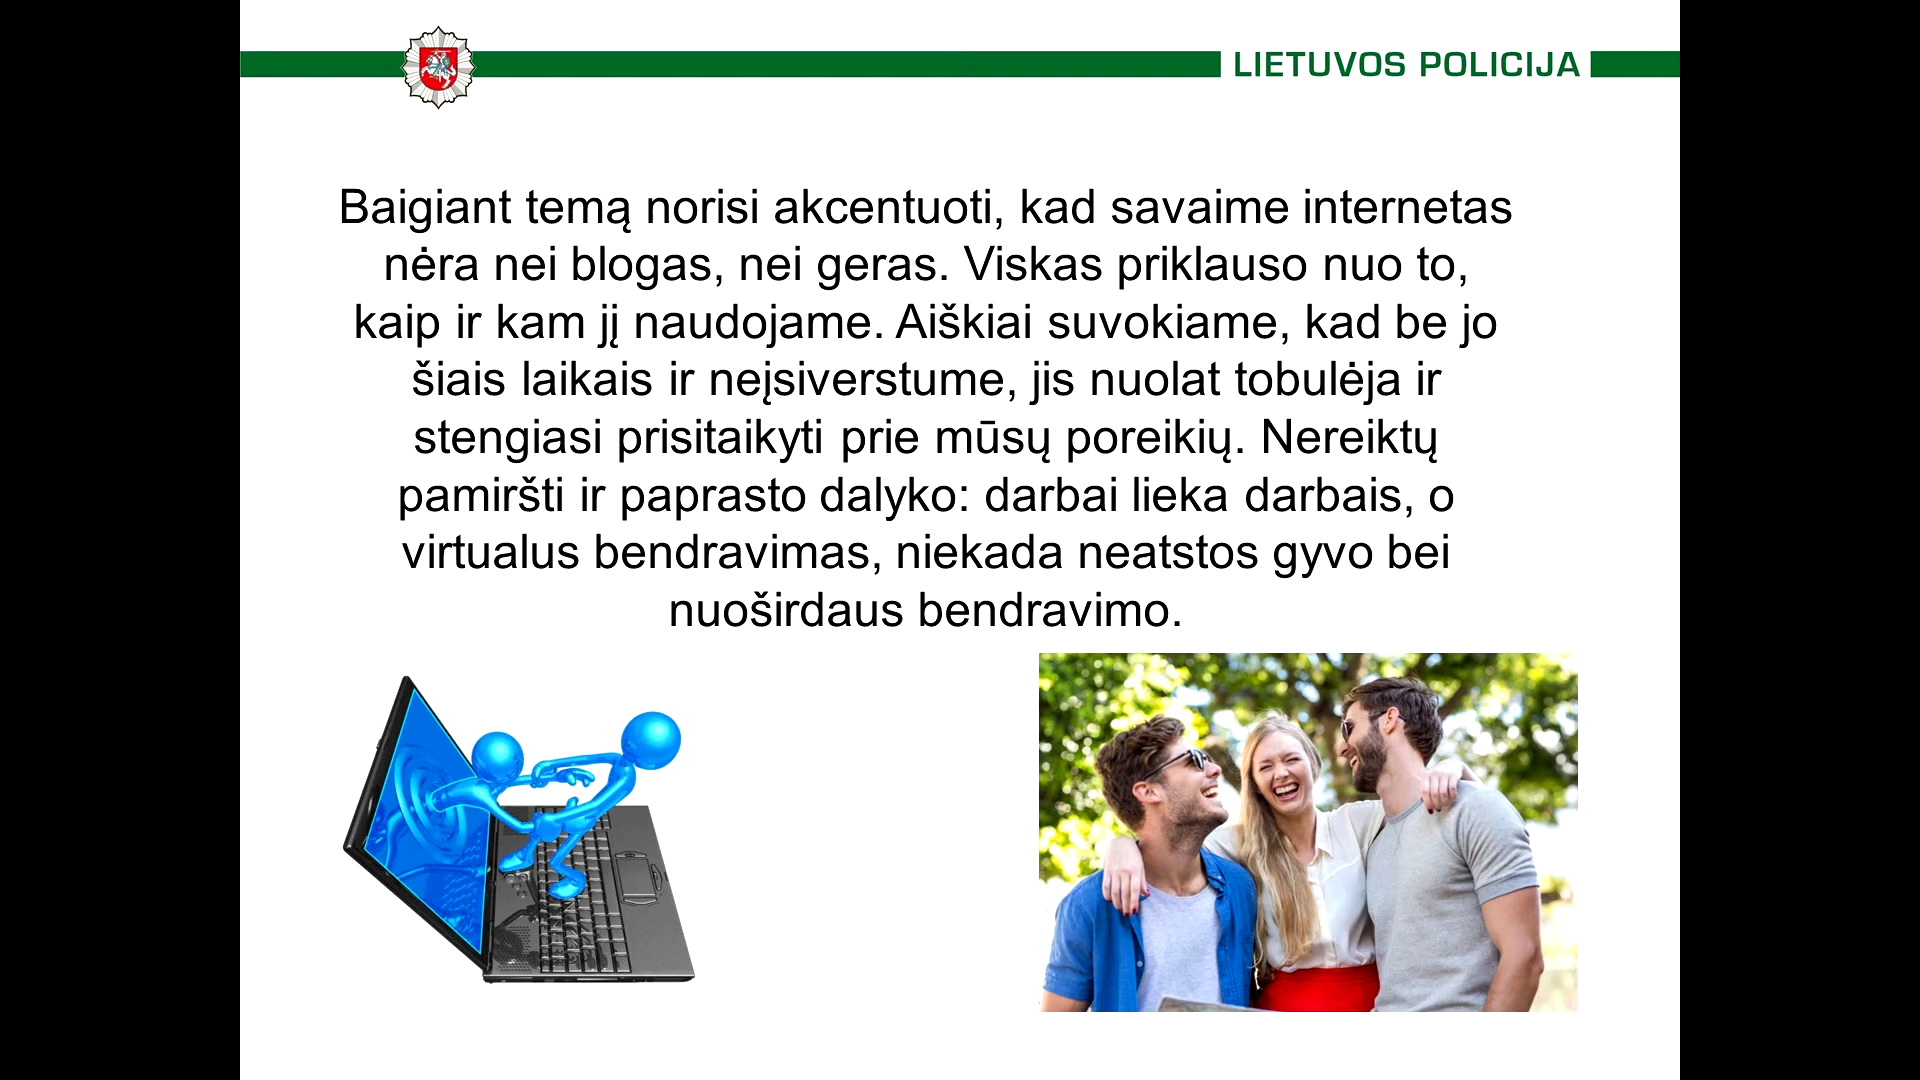 LIETUVOS POLICIJA
Baigiant temą norisi akcentuoti, kad savaime internetas
nėra nei blogas, nei geras. Viskas priklauso nuo to,
kaip ir kam jį naudojame. Aiškiai suvokiame, kad be jo
šiais laikais ir neįsiverstume, jis nuolat tobulėja ir
stengiasi prisitaikyti prie mūsų poreikių. Nereiktų
pamiršti ir paprasto dalyko: darbai lieka darbais, o
virtualus bendravimas, niekada neatstos gyvo bei
nuoširdaus bendravimo.